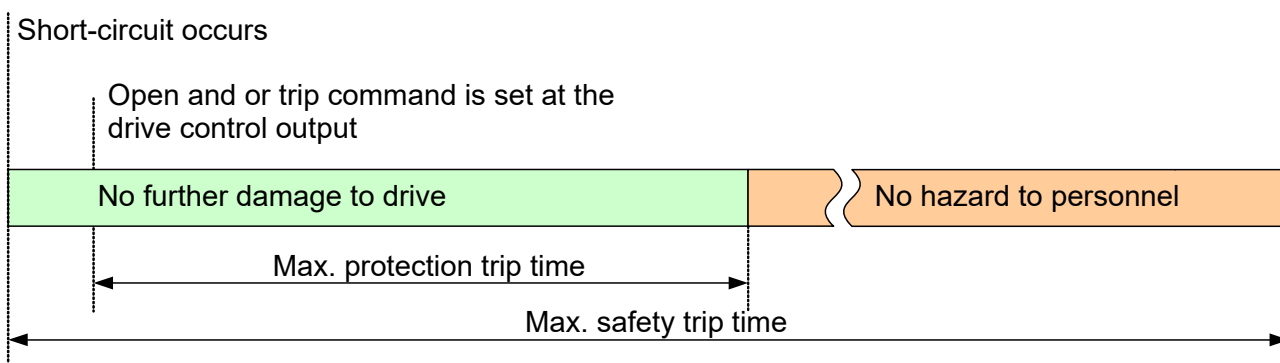 Short-circuit occurs
Open and or trip command is set at the
drive control output
No further damage to drive
No hazard to personnel
Max. protection trip time
Max. safety trip time